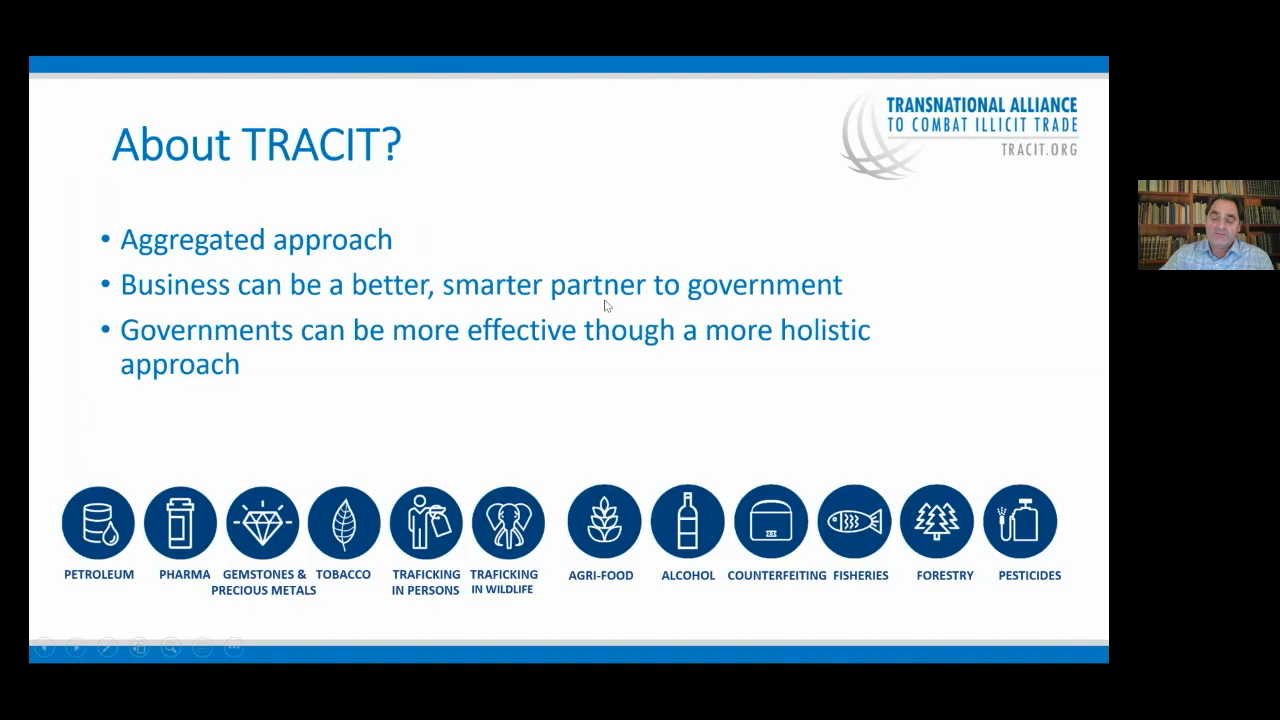 TRANSNATIONAL ALLIANCE
TO COMBAT ILLICIT TRADE
TRACIT.ORG
About TRACIT?
• Aggregated approach
• Business can be a better, smarter partner to government
• Governments can be more effective though a more holistic
approach
PETROLEUM
PHARMA
GEMSTONES &
PRECIOUS METALS
TOBACCO
TRAFICKING
IN PERSONS
TRAFICKING
IN WILDLIFE
AGRI-FOOD
ALCOHOL
COUNTERFEITING
FISHERIES
FORESTRY
PESTICIDES